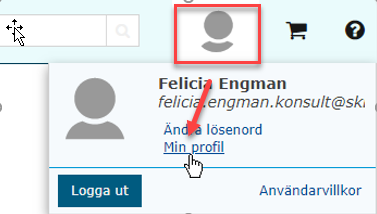 Felicia Engman
felicia.engman.konsult@sk
Ändra lösenord
Min profil
Logga ut
Användarvillkor